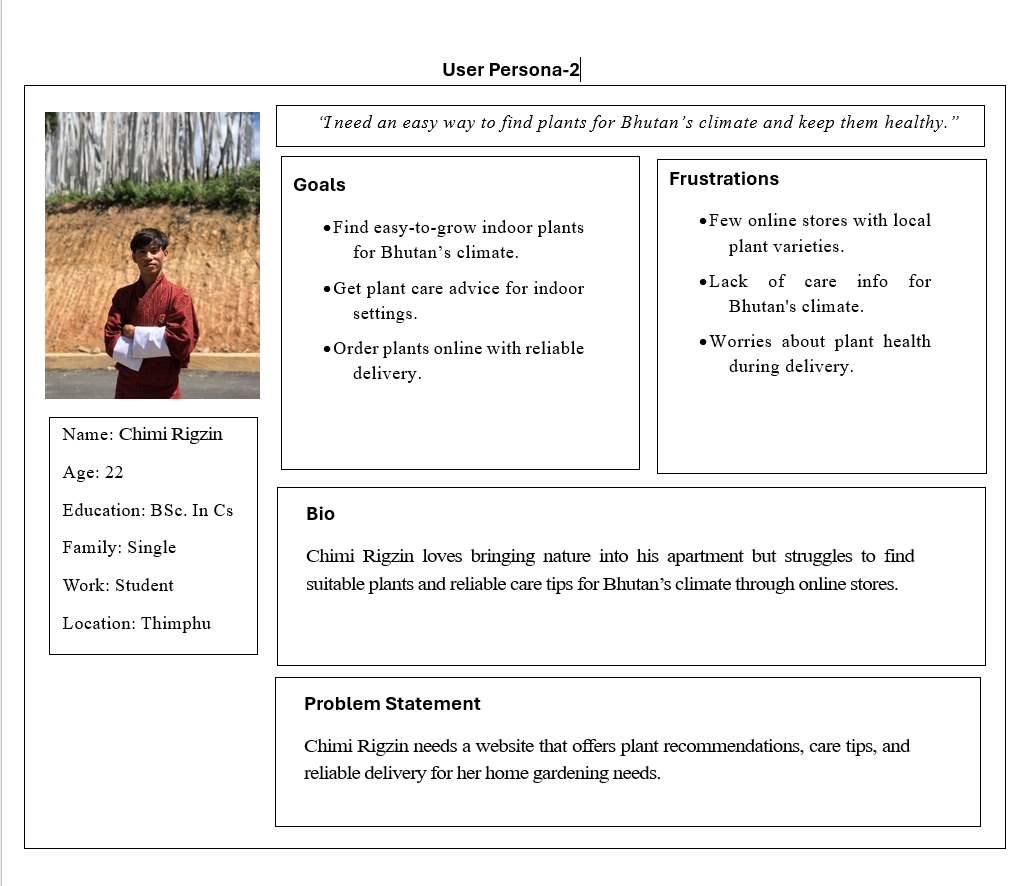 User Persona-2
“I need an easy way to find plants for Bhutan’s climate and keep them healthy.”
Goals
•Find easy-to-grow indoor plants
for Bhutan’s climate.
•Get plant care advice for indoor
settings.
•Order plants online with reliable
delivery.
Frustrations
•Few online stores with local
plant varieties.
•Lack of care info for
Bhutan's climate.
•Worries about plant health
during delivery.
Name: Chimi Rigzin
Age: 22
Education: BSc. In Cs
Family: Single
Work: Student
Location: Thimphu
Bio
Chimi Rigzin loves bringing nature into his apartment but struggles to find
suitable plants and reliable care tips for Bhutan’s climate through online stores.
Problem Statement
Chimi Rigzin needs a website that offers plant recommendations, care tips, and
reliable delivery for her home gardening needs.